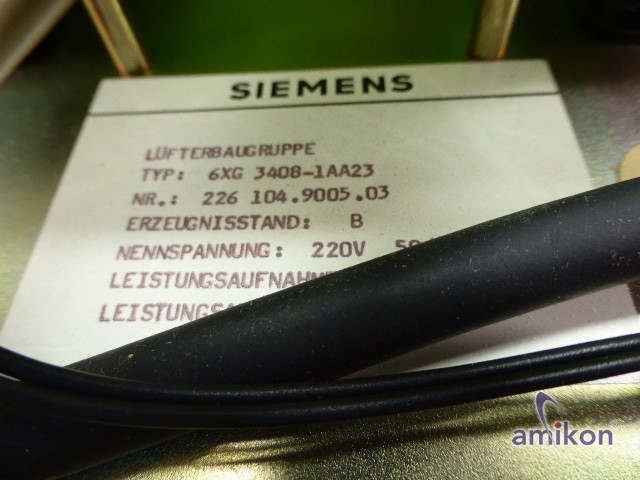 SIEMENS
LÜFTERBAUGRUPPE
TYP: 6XG 3408-1AA23
NR.: 226 104.9005.03
ERZEUGNISSTAND: B
NENNSPANNUNG: 220V
amikon